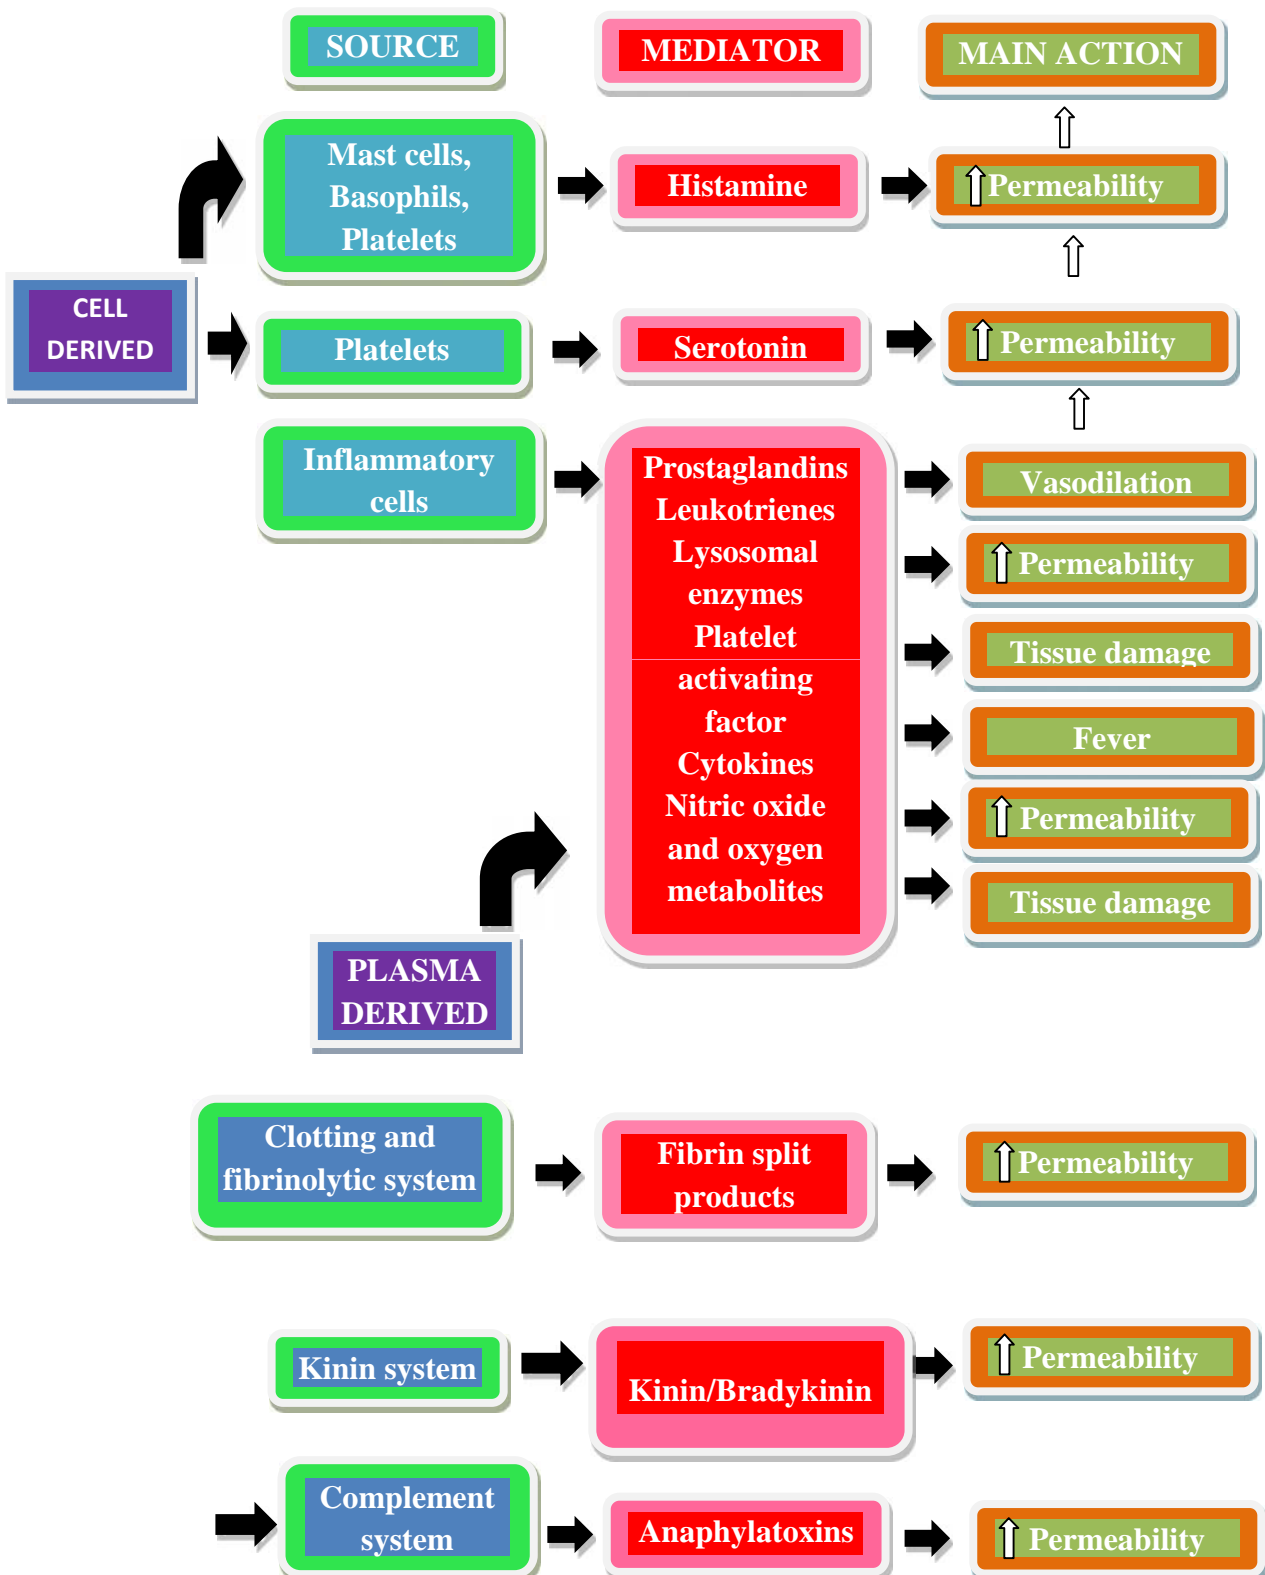 SOURCE
MEDIATOR
MAIN ACTION
Mast cells,
Basophils,
Platelets
Histamine
Permeability
CELL
DERIVED
Platelets
Serotonin
Permeability
Inflammatory
cells
Prostaglandins
Leukotrienes
Lysosomal
enzymes
Platelet
activating
factor
Cytokines
Nitric oxide
and oxygen
metabolites
Vasodilation
Permeability
Tissue damage
Fever
Permeability
Tissue damage
PLASMA
DERIVED
Clotting and
fibrinolytic system
Fibrin split
products
Permeability
Kinin system
Kinin/Bradykinin
Permeability
Complement
system
Anaphylatoxins
Permeability